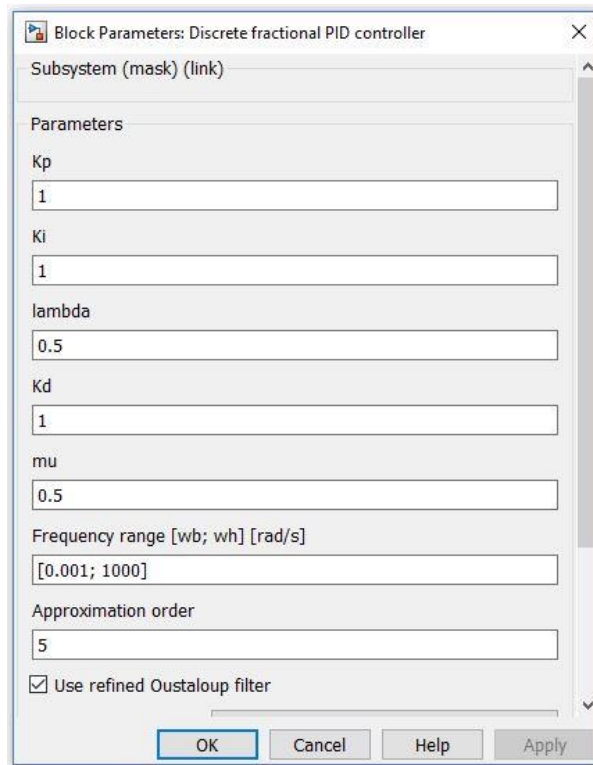 Block Parameters: Discrete fractional PID controller
Subsystem (mask) (link)
Parameters
Kp
1
Ki
1
lambda
0.5
Kd
1
mu
0.5
Frequency range [wb; wh] [rad/s]
[0.001; 1000]
Approximation order
5
Use refined Oustaloup filter
OK Cancel Help Apply